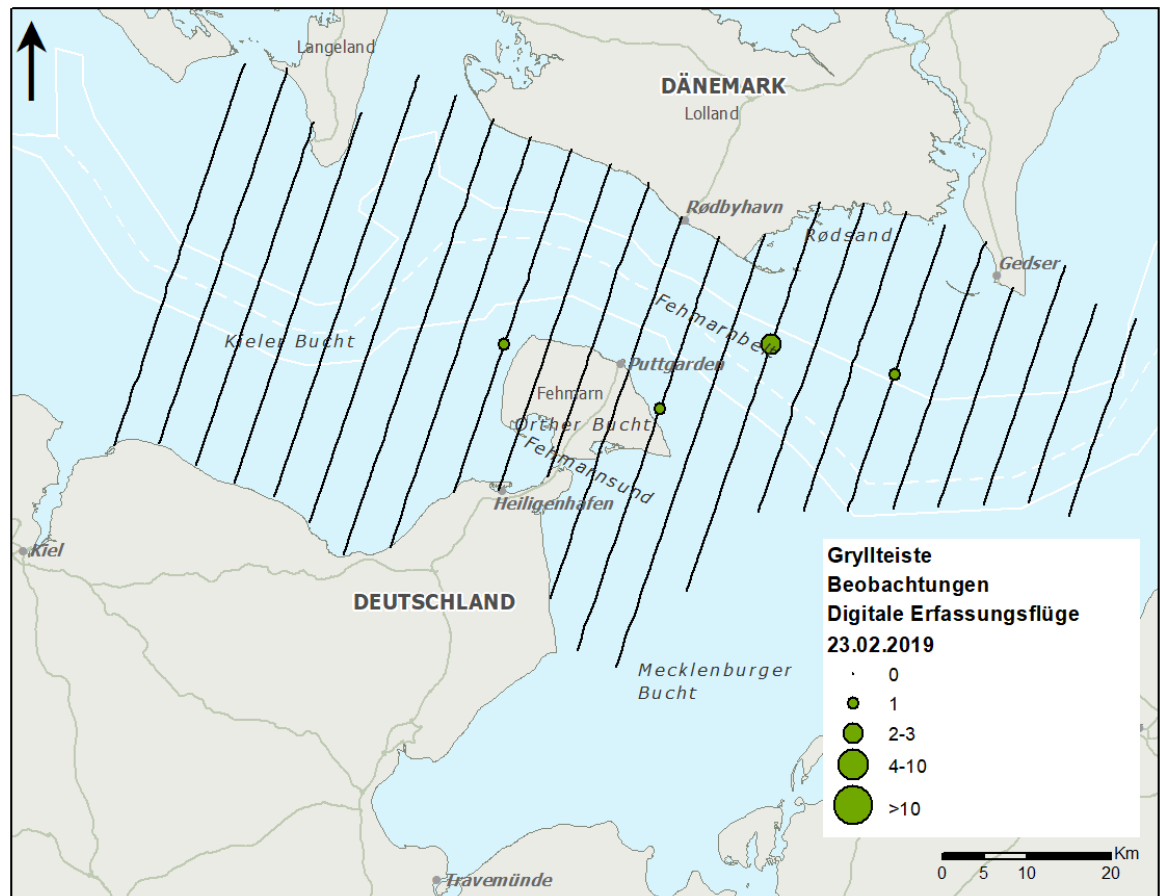 Langeland
DÄNEMARK
Lolland
Rødbyhavn
Rødsand
Gedser
Fehmarnbelt
Kieler Bucht
Puttgarden
Fehmarn
Orther Bucht
Fehmarnsund
Heiligenhafen
Kiel
DEUTSCHLAND
Mecklenburger
Bucht
Travemünde
Gryllteiste
Beobachtungen
Digitale Erfassungsflüge
23.02.2019
0
1
2-3
4-10
>10
Km
0 5 10 20